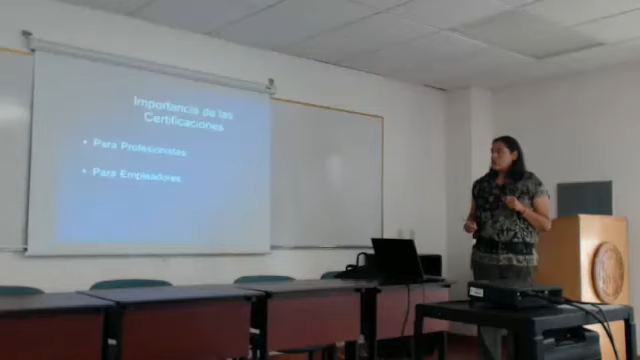 Importancia de las
Certificaciones
• Para Profesionistas
• Para Empleadores